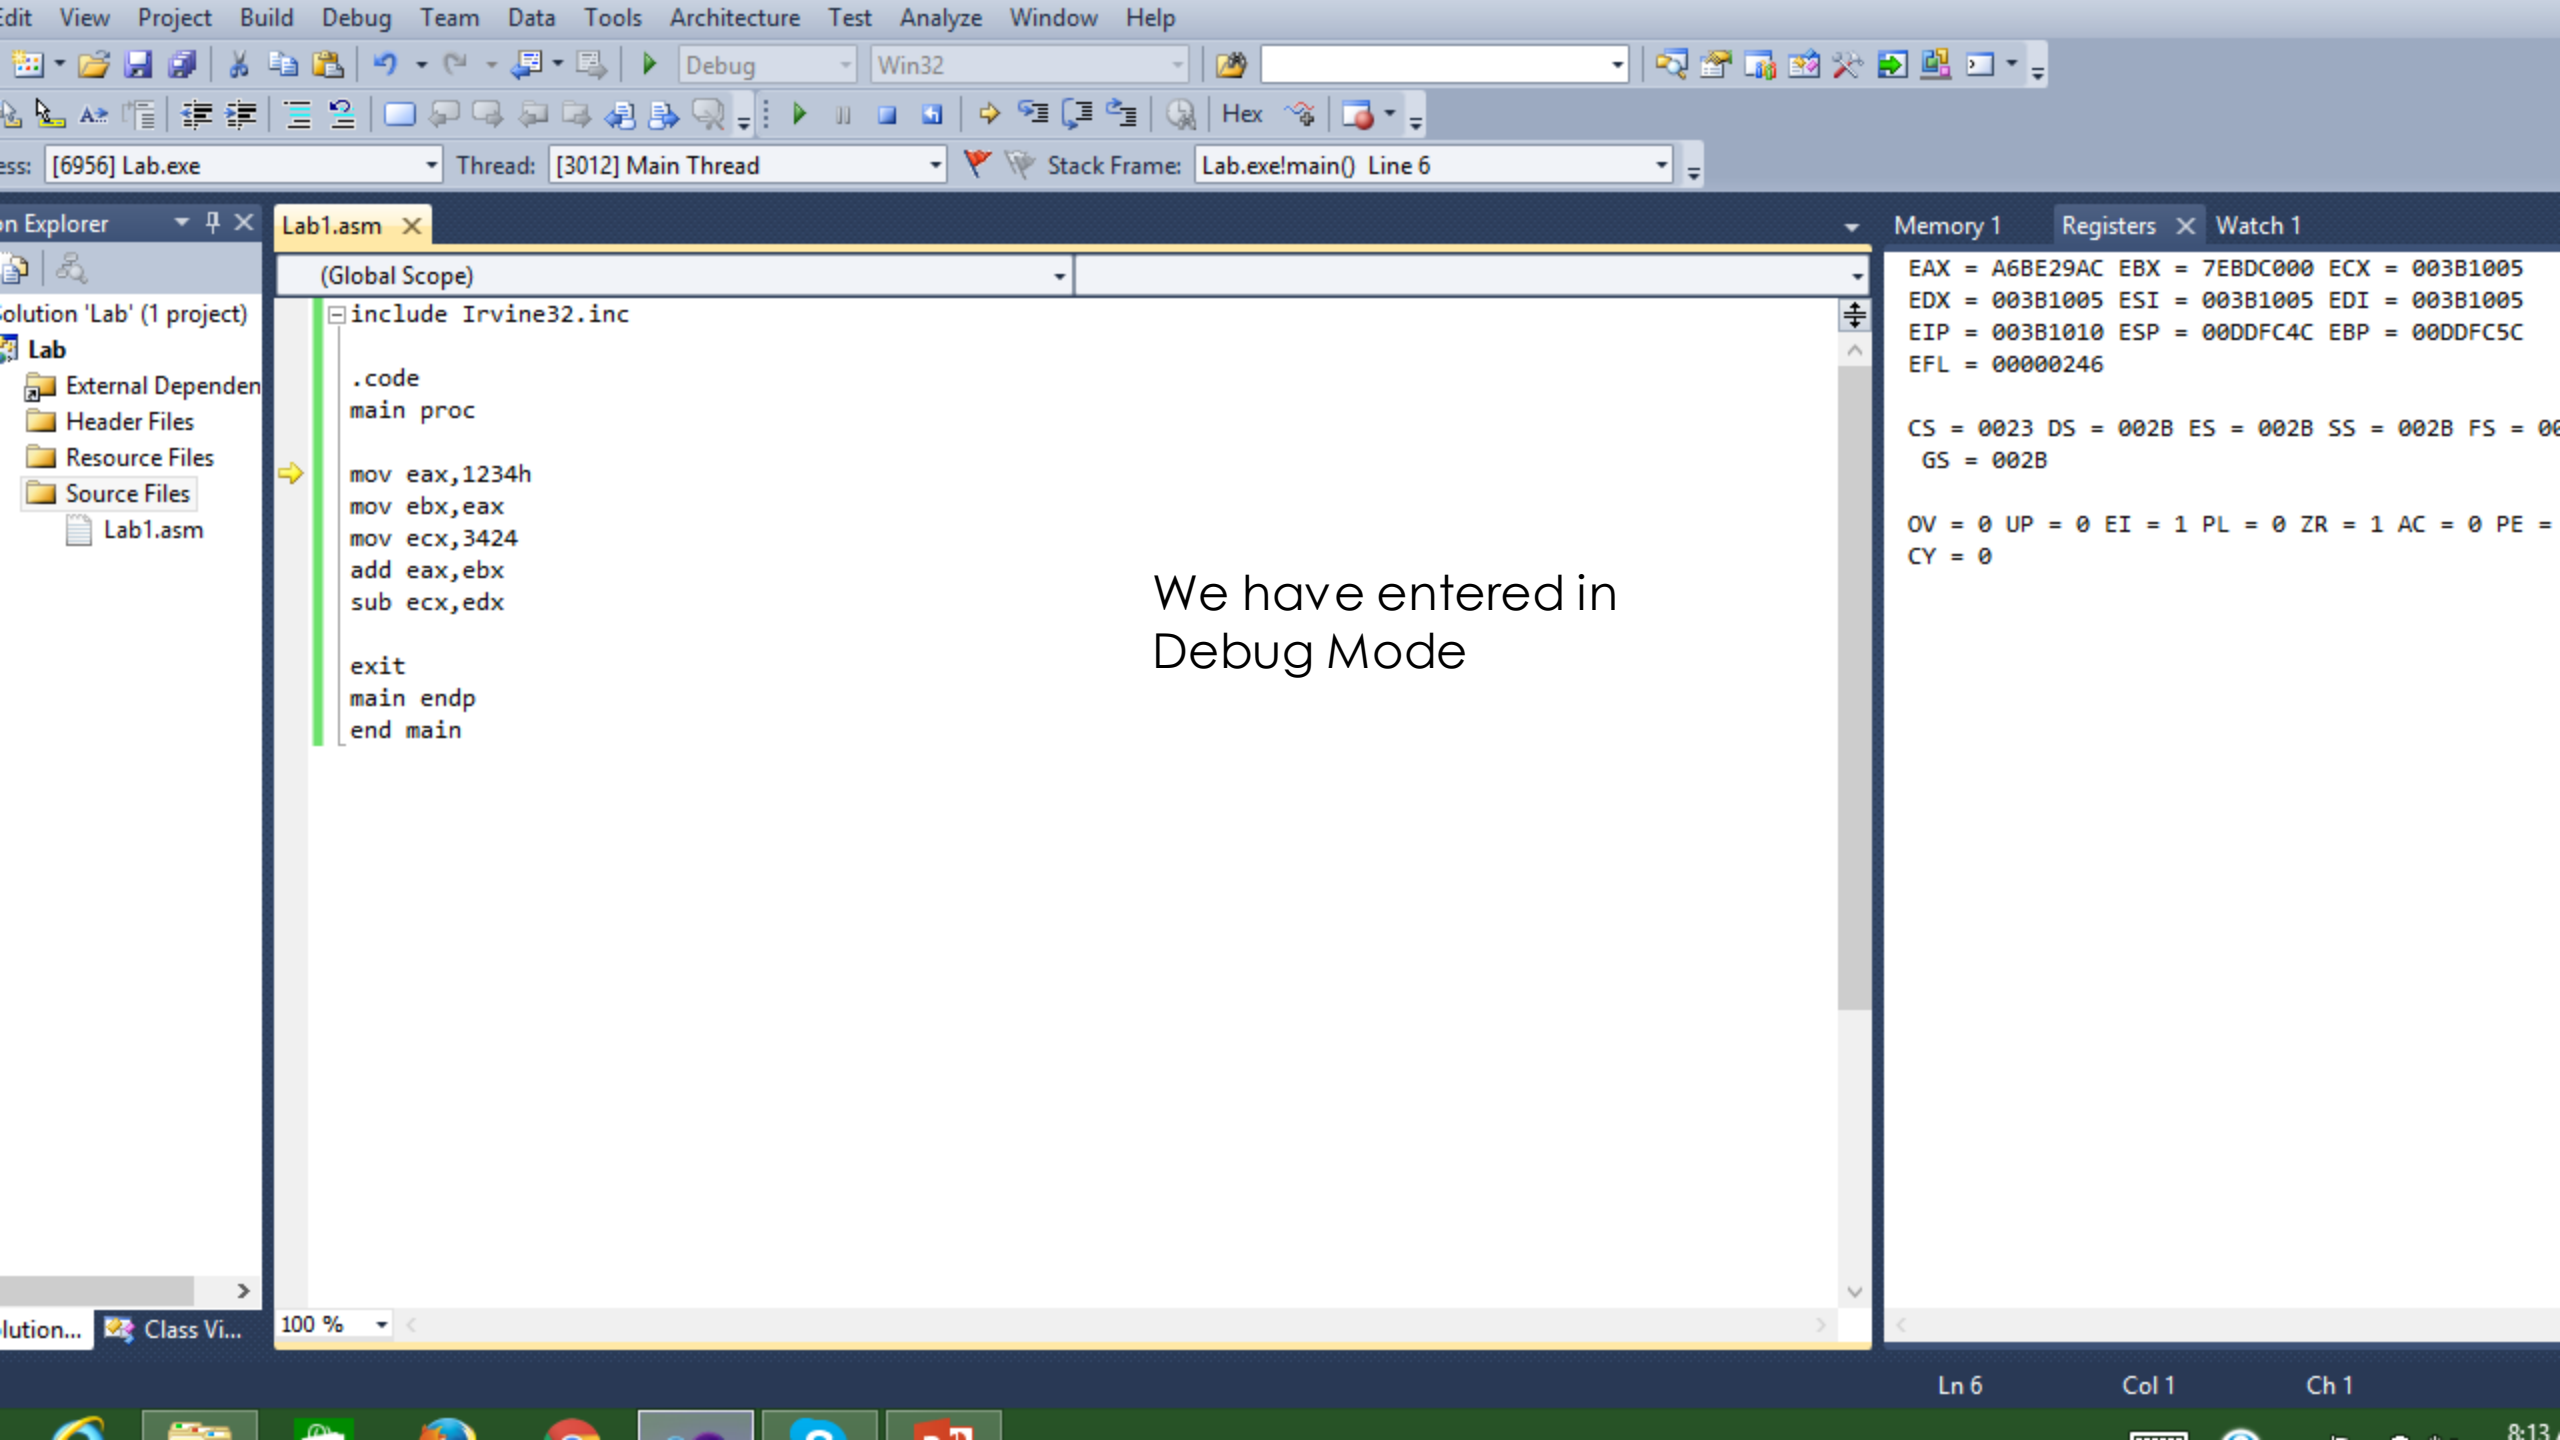 Edit View Project Build Debug Team Data Tools Architecture Test Analyze Window Help
Debug Win32
Hex
[6956] Lab.exe Thread: [3012] Main Thread Stack Frame: Lab.exe!main() Line 6
Explorer
Lab1.asm
Memory 1 Registers Watch 1
(Global Scope)
Solution 'Lab' (1 project)
Lab
External Dependen
Header Files
Resource Files
Source Files
Lab1.asm
include Irvine32.inc
.code
main proc
mov eax,1234h
mov ebx,eax
mov ecx,3424
add eax,ebx
sub ecx,edx
exit
main endp
end main
We have entered in
Debug Mode
EAX = A6BE29AC EBX = 7EBDC000 ECX = 003B1005
EDX = 003B1005 ESI = 003B1005 EDI = 003B1005
EIP = 003B1010 ESP = 00DDFC4C EBP = 00DDFC5C
EFL = 00000246
CS = 0023 DS = 002B ES = 002B SS = 002B FS = 00
GS = 002B
OV = 0 UP = 0 EI = 1 PL = 0 ZR = 1 AC = 0 PE =
CY = 0
lution... Class Vi...
100 %
Ln 6 Col 1 Ch 1
8:13